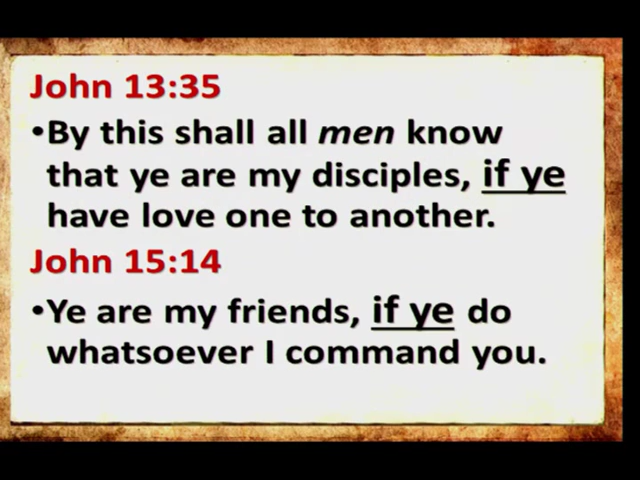 John 13:35
•By this shall all men know
that ye are my disciples, if ye
have love one to another.
John 15:14
•Ye are my friends, if ye do
whatsoever I command you.